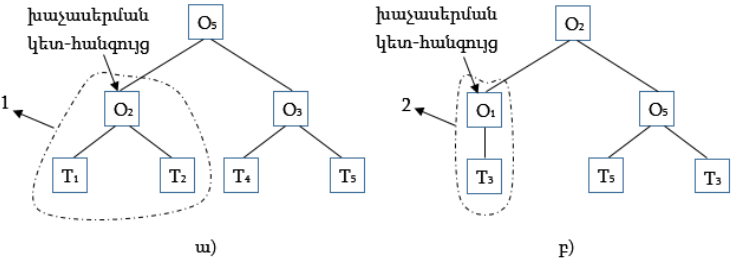 խաչասերման
կետ-հանգույց
O₅
1
O₂
O₃
T₁
T₂
T₄
T₅
ա)
խաչասերման
կետ-հանգույց
O₂
2
O₁
O₅
T₃
T₅
T₃
բ)